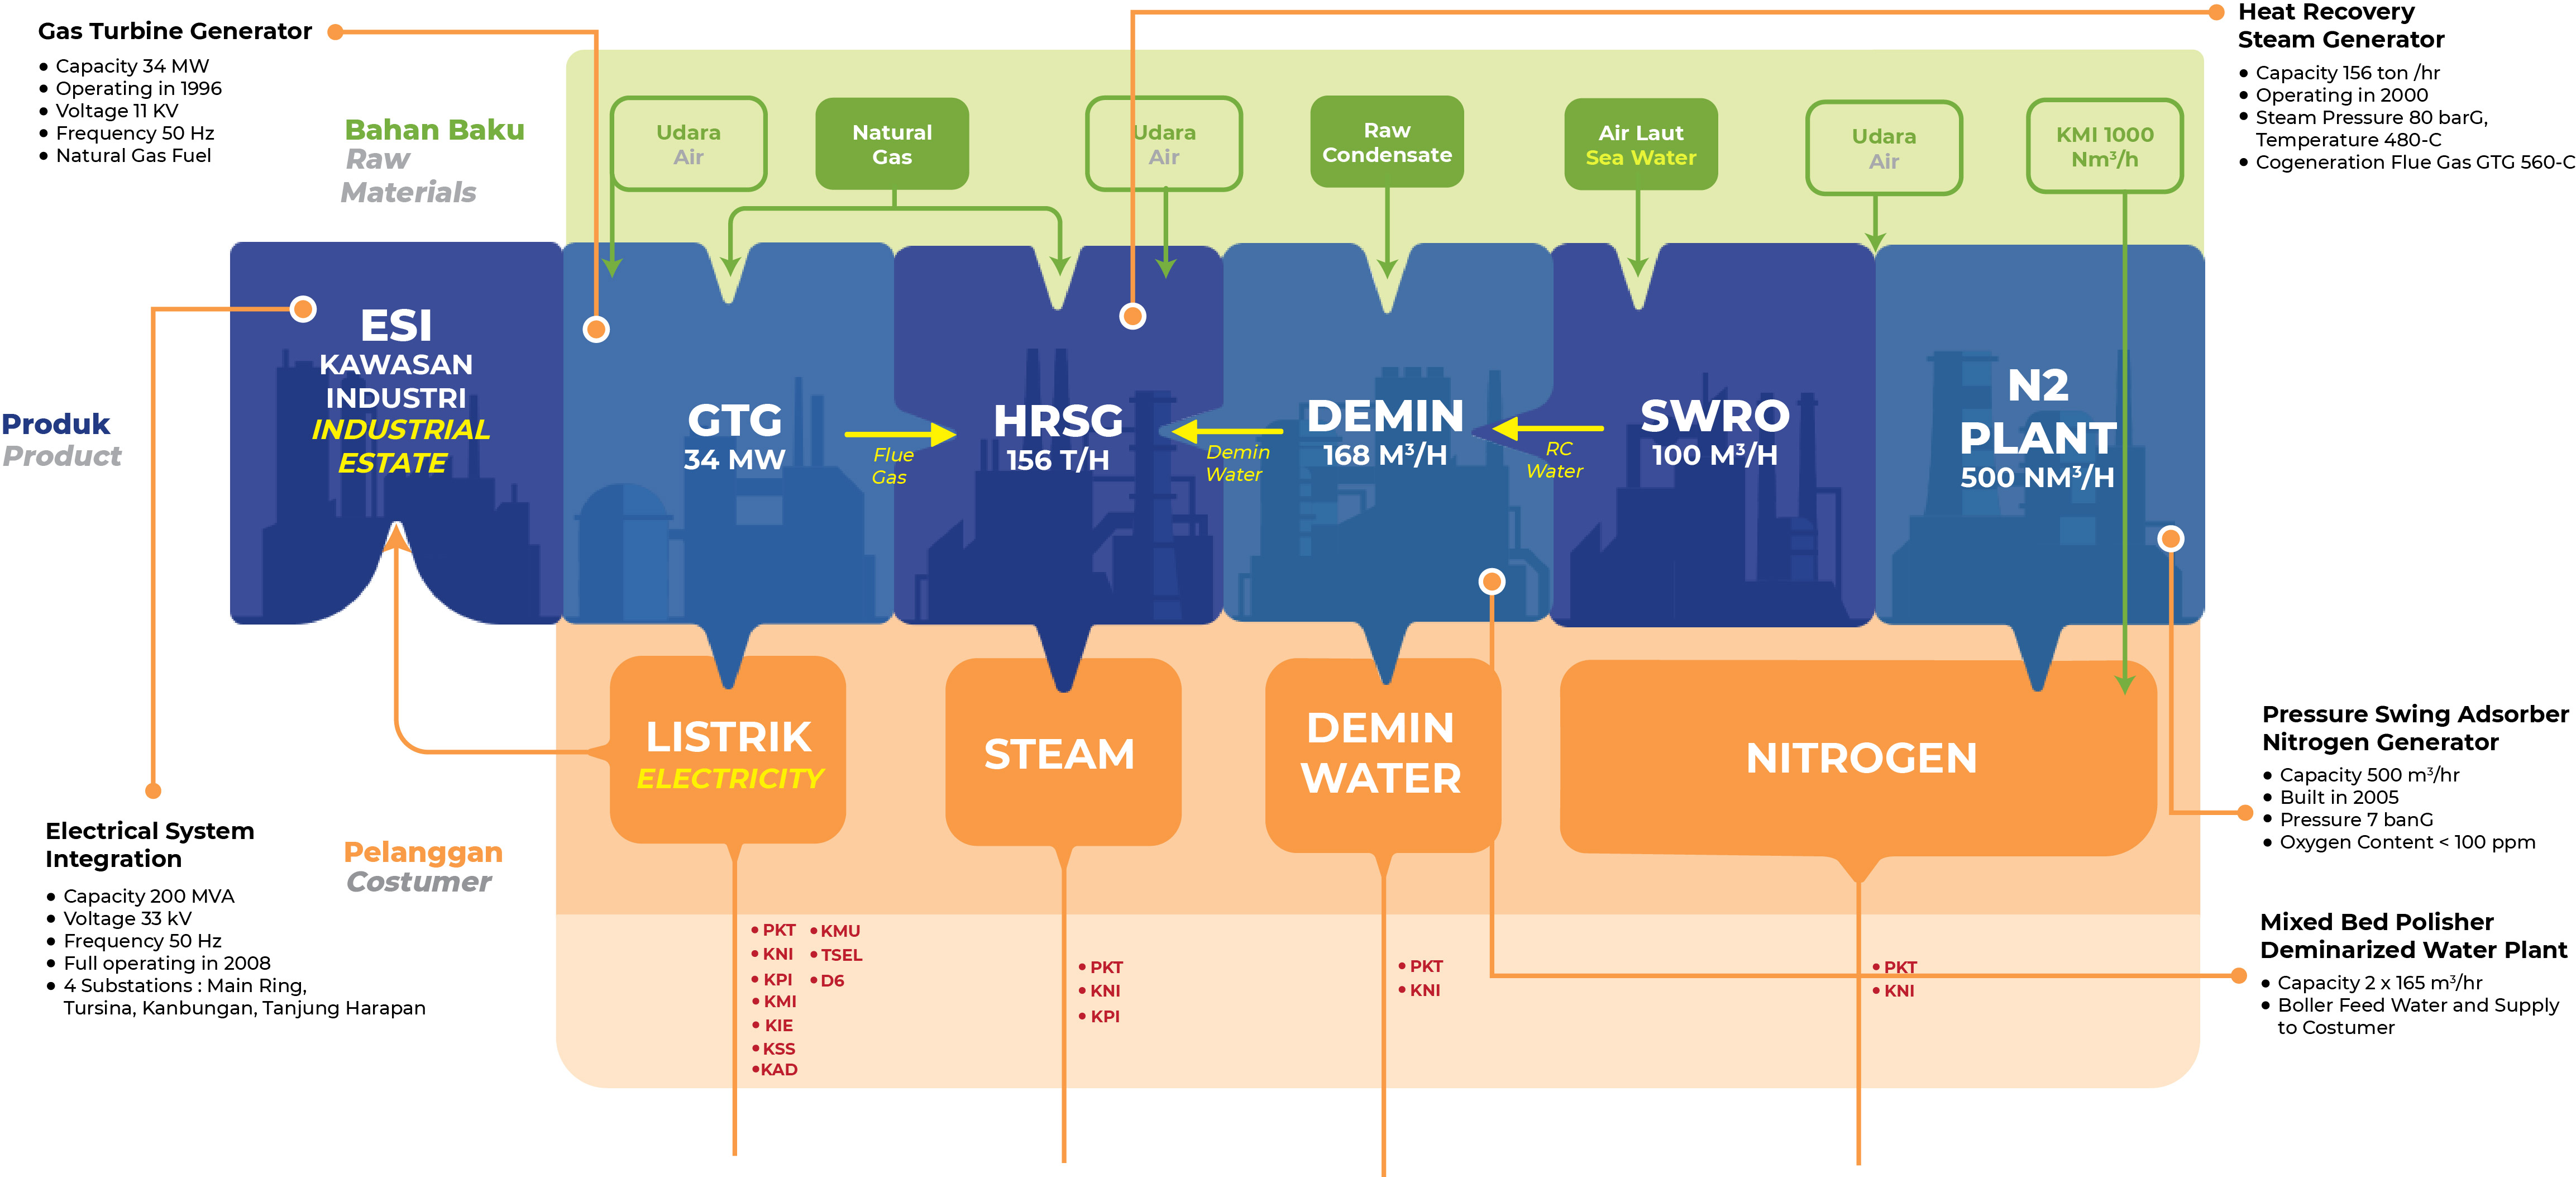 Gas Turbine Generator
Capacity 34 MW
Operating in 1996
Voltage 11 KV
Frequency 50 Hz
Natural Gas Fuel
Heat Recovery
Steam Generator
Capacity 156 ton /hr
Operating in 2000
Steam Pressure 80 barG,
Temperature 480-C
Cogeneration Flue Gas GTG 560-C
Bahan Baku
Raw
Materials
Udara
Air
Natural
Gas
Udara
Air
Raw
Condensate
Air Laut
Sea Water
Udara
Air
KMI 1000
Nm³/h
Produk
Product
ESI
KAWASAN
INDUSTRI
INDUSTRIAL
ESTATE
GTG
34 MW
Flue
Gas
HRSG
156 T/H
Demin
Water
DEMIN
168 M³/H
RC
Water
SWRO
100 M³/H
N2
PLANT
500 NM³/H
LISTRIK
ELECTRICITY
STEAM
DEMIN
WATER
NITROGEN
Pelanggan
Costumer
PKT
KNI
KPI
KMI
KIE
KSS
KAD
KMU
TSEL
D6
PKT
KNI
KPI
PKT
KNI
PKT
KNI
Electrical System
Integration
Capacity 200 MVA
Voltage 33 kV
Frequency 50 Hz
Full operating in 2008
4 Substations : Main Ring,
Tursina, Kanbungan, Tanjung Harapan
Pressure Swing Adsorber
Nitrogen Generator
Capacity 500 m³/hr
Built in 2005
Pressure 7 banG
Oxygen Content < 100 ppm
Mixed Bed Polisher
Deminarized Water Plant
Capacity 2 x 165 m³/hr
Boller Feed Water and Supply
to Costumer